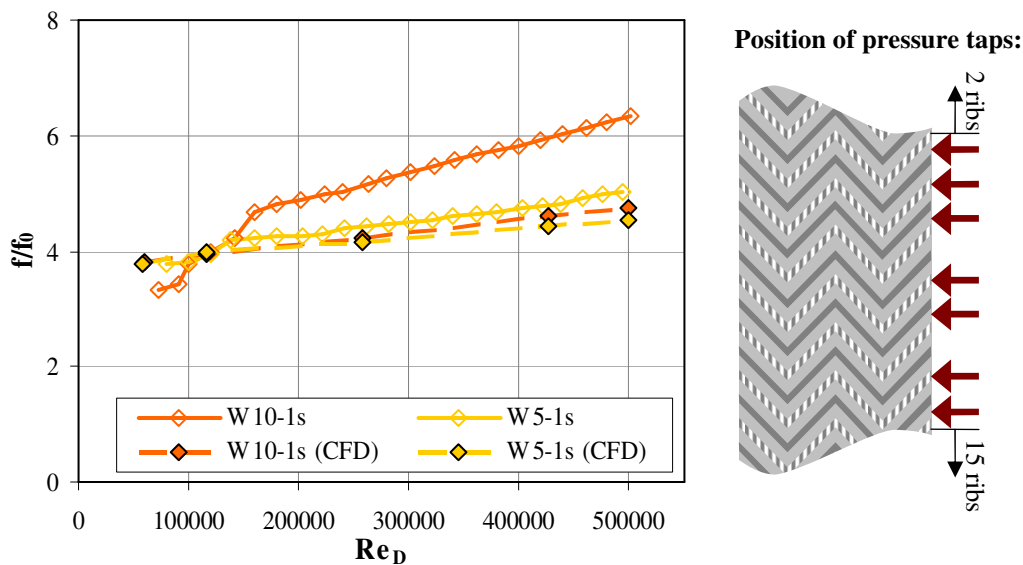 8
6
4
2
0
f/f0
0
100000
200000
300000
400000
500000
ReD
W10-1s
W5-1s
W10-1s (CFD)
W5-1s (CFD)
Position of pressure taps:
2 ribs
15 ribs